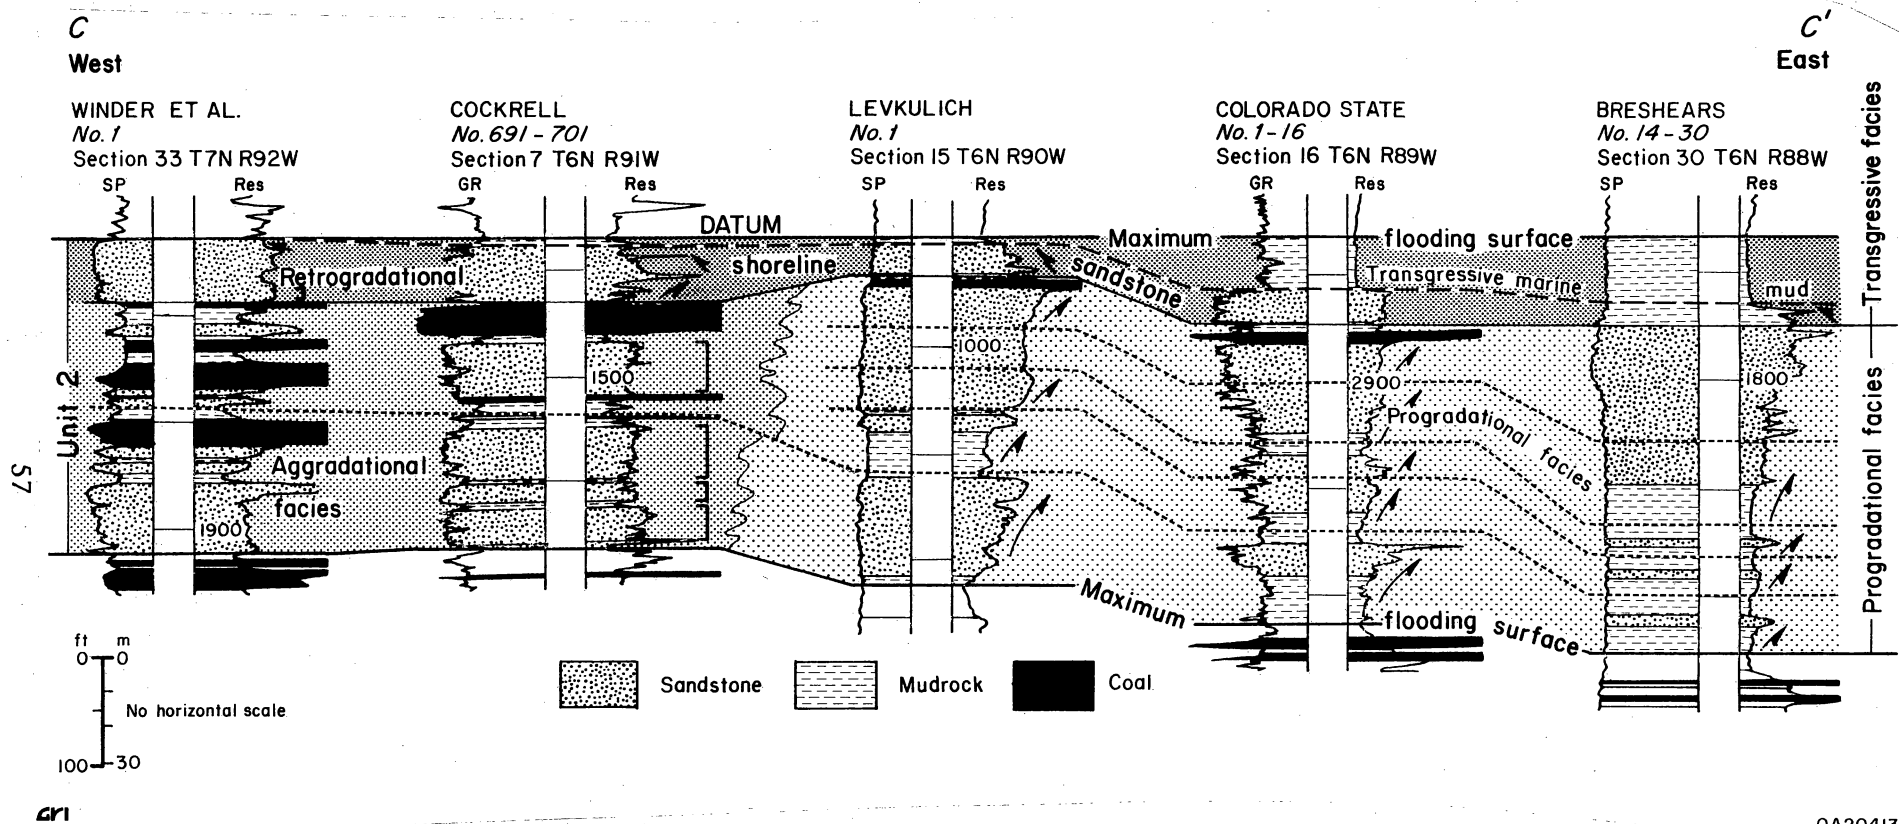 C C'
West East
WINDER ET AL.
No. 1
Section 33 T7N R92W
SP Res
COCKRELL
No. 691-701
Section 7 T6N R91W
GR Res
LEVKULICH
No. 1
Section 15 T6N R90W
SP Res
COLORADO STATE
No. 1-16
Section 16 T6N R89W
GR Res
BRESHEARS
No. 14-30
Section 30 T6N R88W
SP Res
DATUM
Maximum flooding surface
Retrogradational shoreline sandstone
Transgressive marine mud
Transgressive facies
Progradational facies
Unit 2
1000
1500
2900
1800
Progradational facies
Aggradational
facies
1900
Maximum flooding surface
57
ft m
0 0
No horizontal scale
100 30
Sandstone Mudrock Coal
GRI